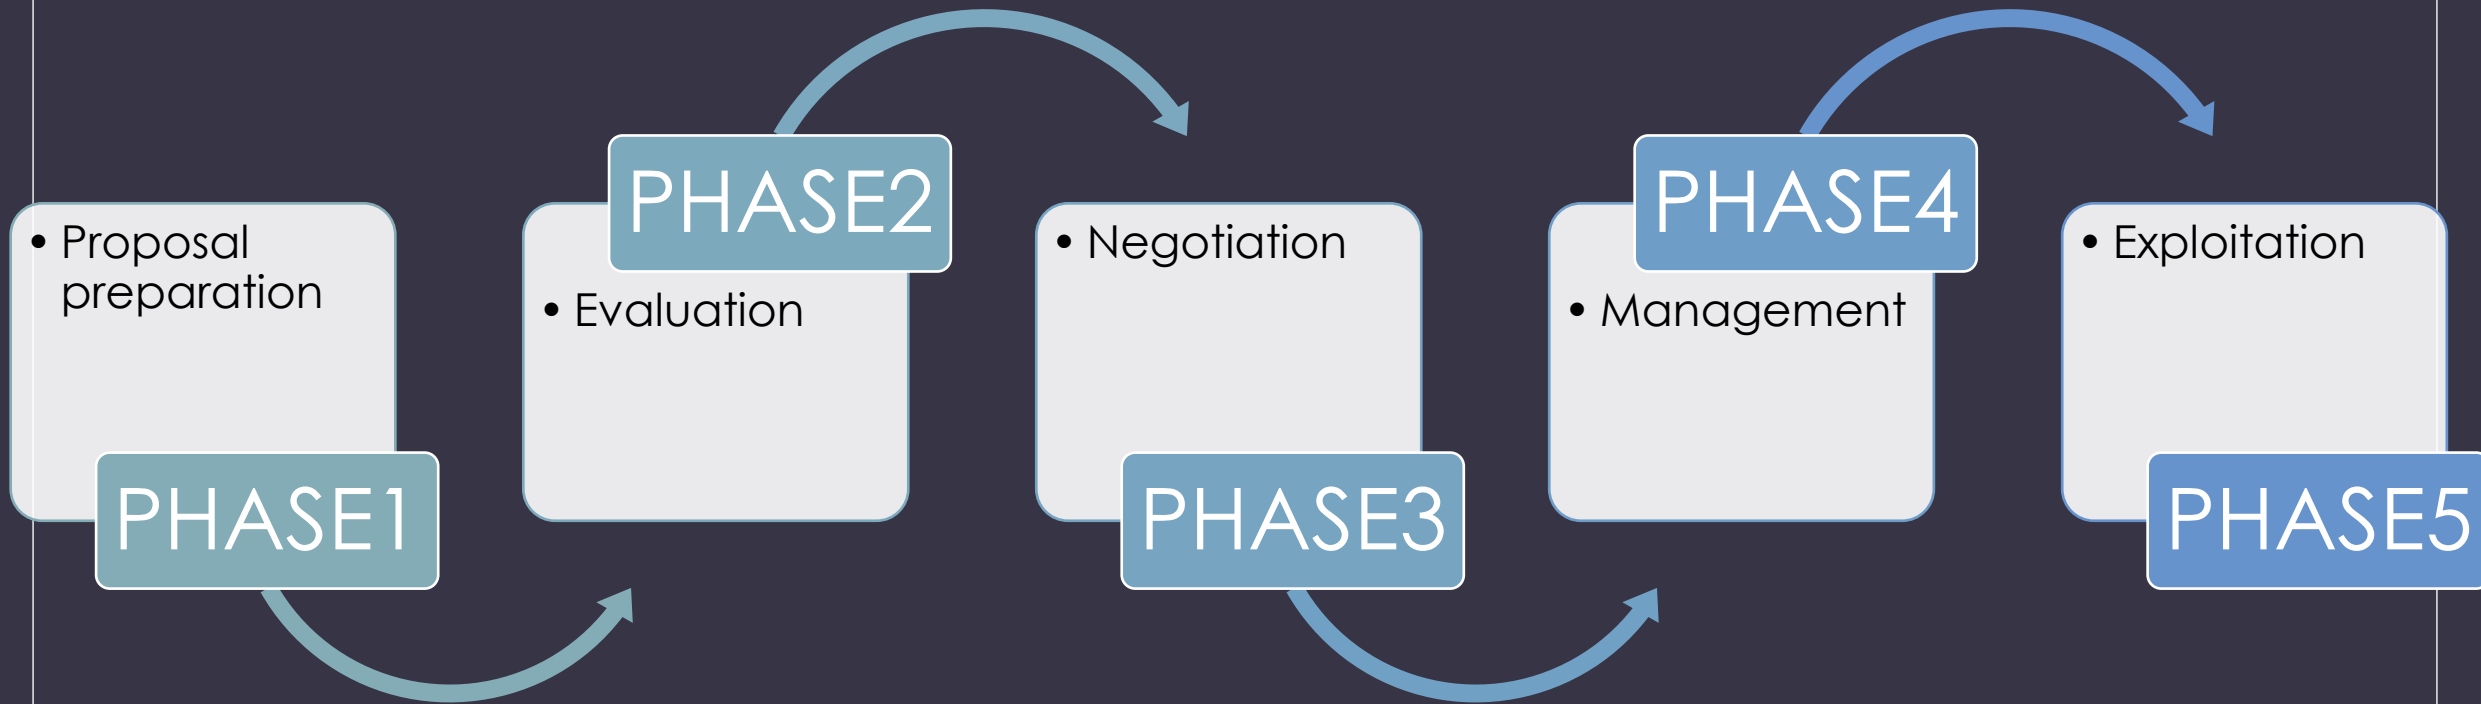 • Proposal
preparation
PHASE1
PHASE2
• Evaluation
• Negotiation
PHASE3
PHASE4
• Management
• Exploitation
PHASE5